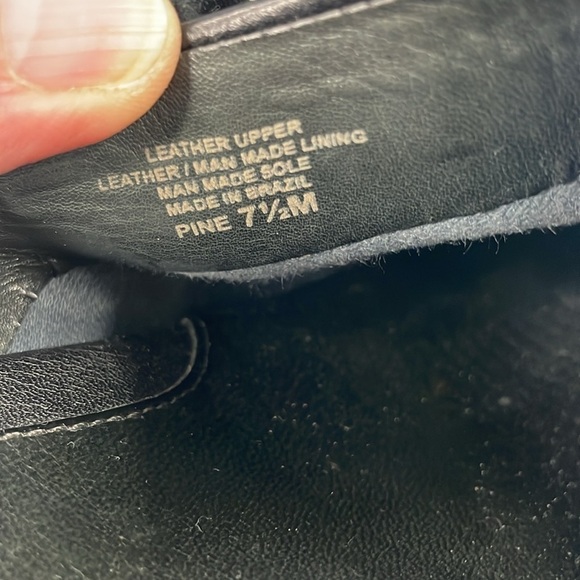 LEATHER UPPER
LEATHER / MAN MADE LINING
MAN MADE SOLE
MADE IN BRAZIL
PINE 7½M